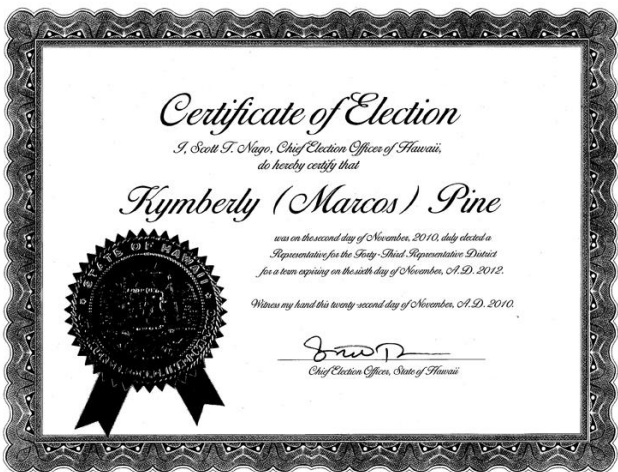 Certificate of Election
I, Scott T. Nago, Chief Election Officer of Hawaii,
do hereby certify that
Kymberly (Marcos) Pine
was on the second day of November, 2010, duly elected a
Representative for the Forty-Third Representative District
for a term expiring on the sixth day of November, A.D. 2012.
Witness my hand this twenty-second day of November, A.D. 2010.
Chief Election Officer, State of Hawaii
STATE OF HAWAII